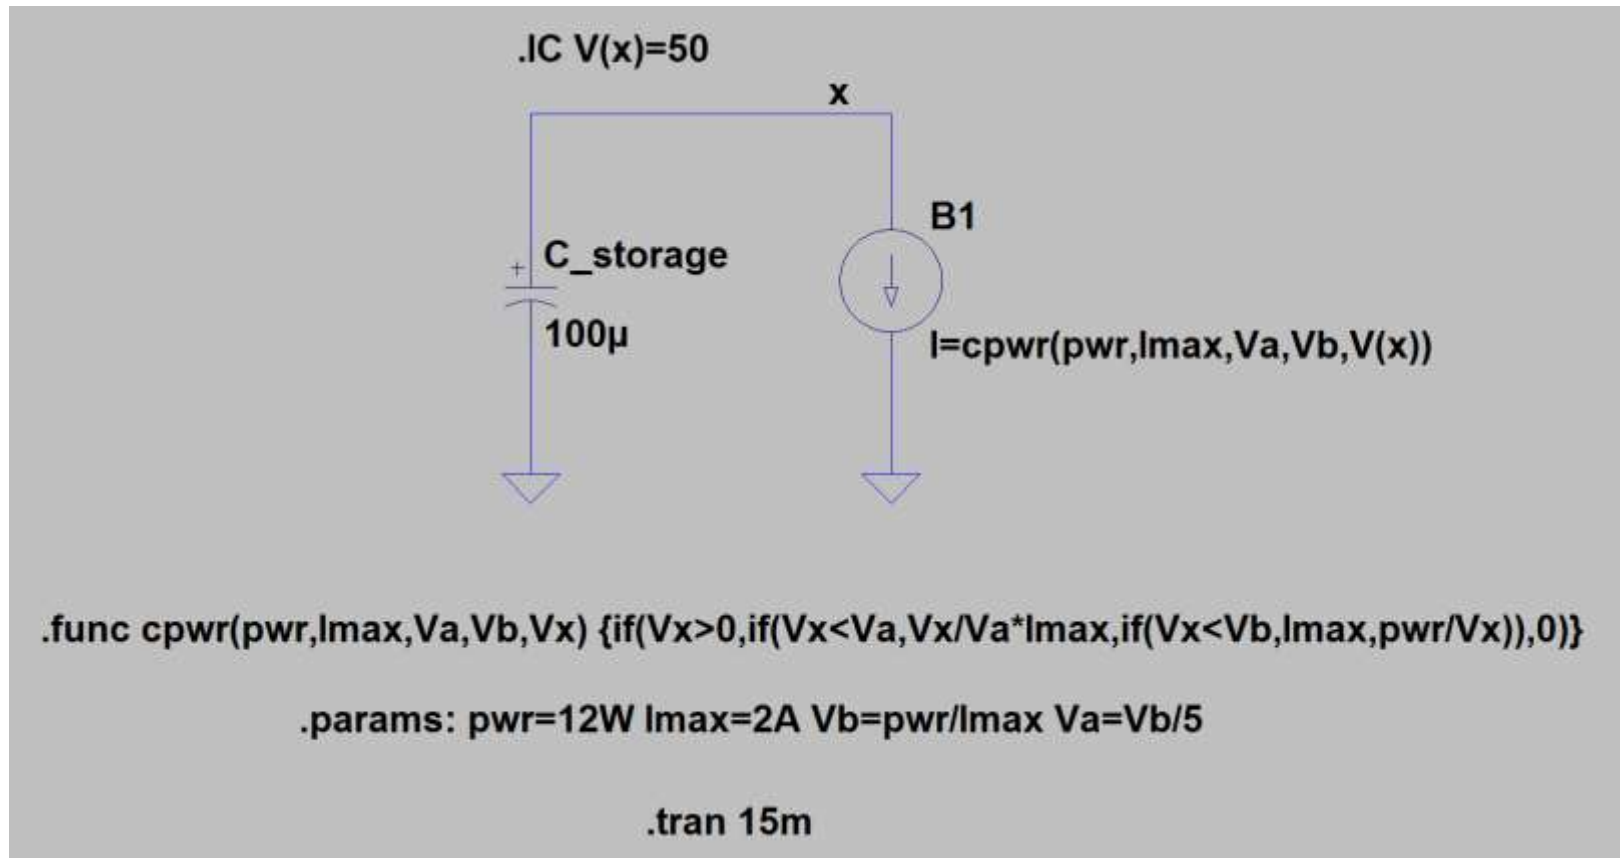 .IC V(x)=50
x
B1
+
C_storage
100µ
I=cpwr(pwr,Imax,Va,Vb,V(x))
.func cpwr(pwr,Imax,Va,Vb,Vx) {if(Vx>0,if(Vx<Va,Vx/Va*Imax,if(Vx<Vb,Imax,pwr/Vx)),0)}
.params: pwr=12W Imax=2A Vb=pwr/Imax Va=Vb/5
.tran 15m